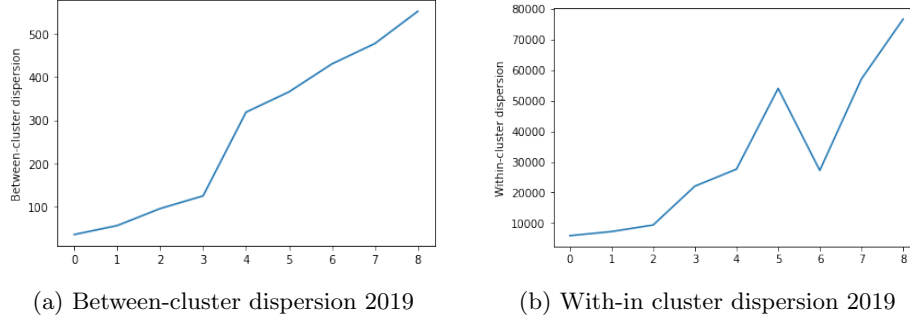 Between-cluster dispersion
500
400
300
200
100
0 1 2 3 4 5 6 7 8
(a) Between-cluster dispersion 2019
Within-cluster dispersion
80000
70000
60000
50000
40000
30000
20000
10000
0 1 2 3 4 5 6 7 8
(b) With-in cluster dispersion 2019